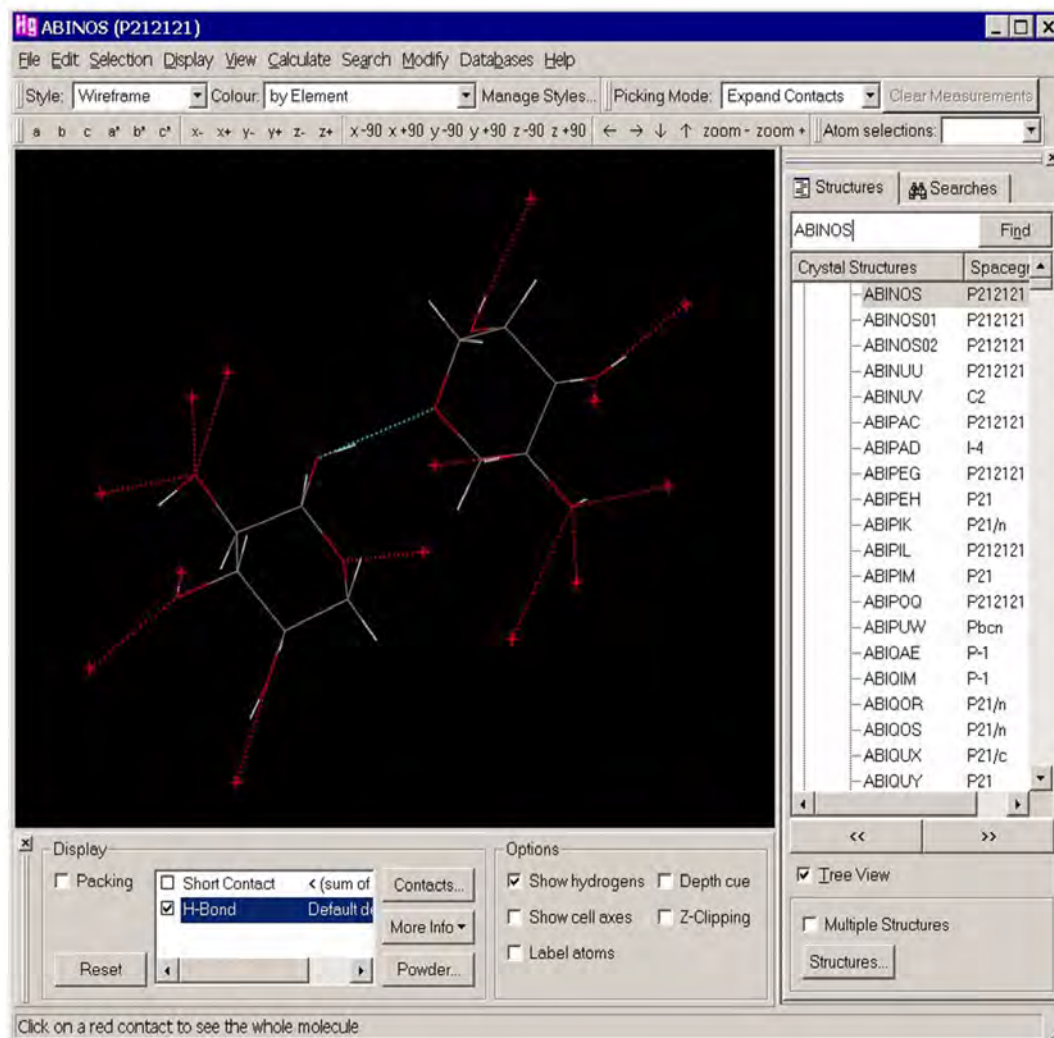 Hg ABINOS (P212121)
File Edit Selection Display View Calculate Search Modify Databases Help
Style: Wireframe Colour: by Element Manage Styles... Picking Mode: Expand Contacts Clear Measurements
a b c a* b* c* x- x+ y- y+ z- z+ x-90 x+90 y-90 y+90 z-90 z+90 ← → ↓ ↑ zoom- zoom+ Atom selections:
Structures Searches
ABINOS Find
Crystal Structures Spacegr
ABINOS P212121
ABINOS01 P212121
ABINOS02 P212121
ABINUU P212121
ABINUV C2
ABIPAC P212121
ABIPAD I-4
ABIPEG P212121
ABIPEH P21
ABIPIK P21/n
ABIPIL P212121
ABIPIM P21
ABIPOQ P212121
ABIPUW Pbcn
ABIQAE P-1
ABIQIM P-1
ABIQOR P21/n
ABIQOS P21/n
ABIQUX P21/c
ABIQUY P21
<< >>
Tree View
Multiple Structures
Structures...
Display
Packing
Short Contact < (sum of
H-Bond Default de
Reset
Contacts...
More Info
Powder...
Options
Show hydrogens Depth cue
Show cell axes Z-Clipping
Label atoms
Click on a red contact to see the whole molecule